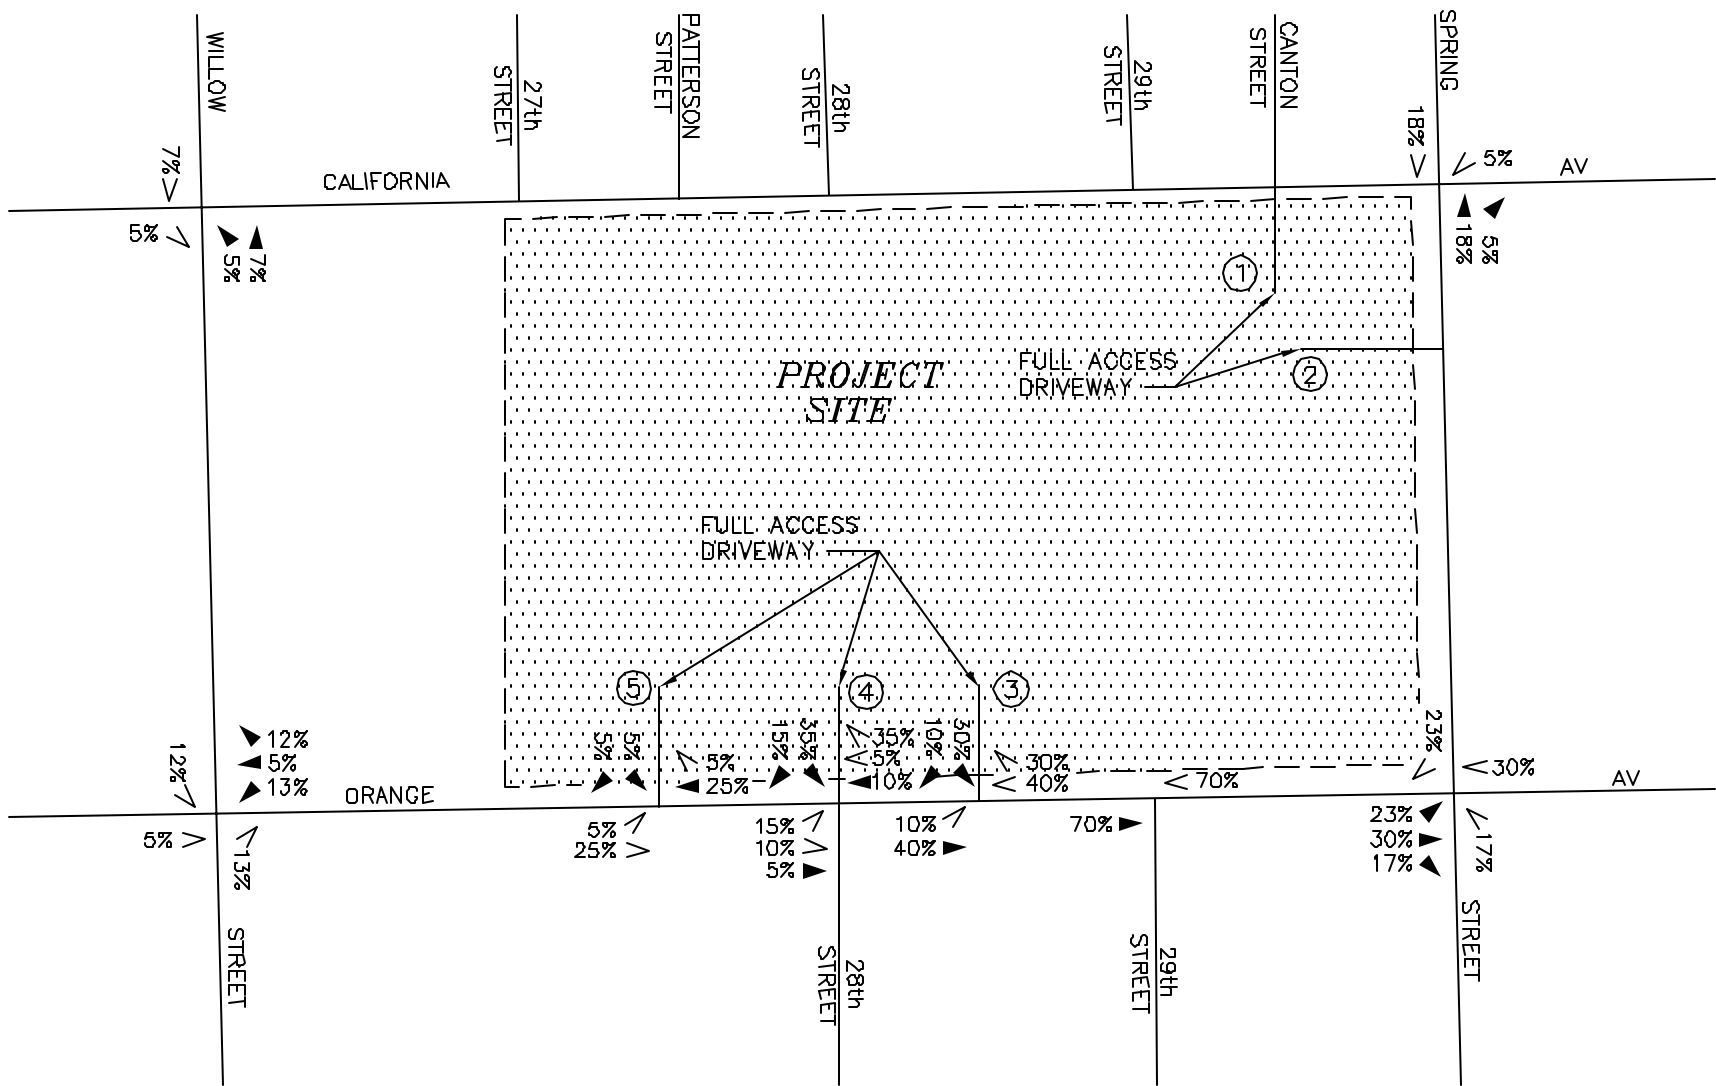 WILLOW
27th
STREET
PATTERSON
STREET
28th
STREET
29th
STREET
CANTON
STREET
SPRING
7%
CALIFORNIA
18%
5%
AV
5%
5%
7%
18%
5%
1
FULL ACCESS
DRIVEWAY
2
PROJECT
SITE
FULL ACCESS
DRIVEWAY
5
4
3
12%
12%
5%
13%
ORANGE
5%
5%
5%
25%
15%
35%
35%
5%
10%
10%
30%
30%
40%
70%
23%
30%
AV
5%
13%
5%
25%
15%
10%
5%
10%
40%
70%
23%
30%
17%
17%
STREET
28th
STREET
29th
STREET
STREET